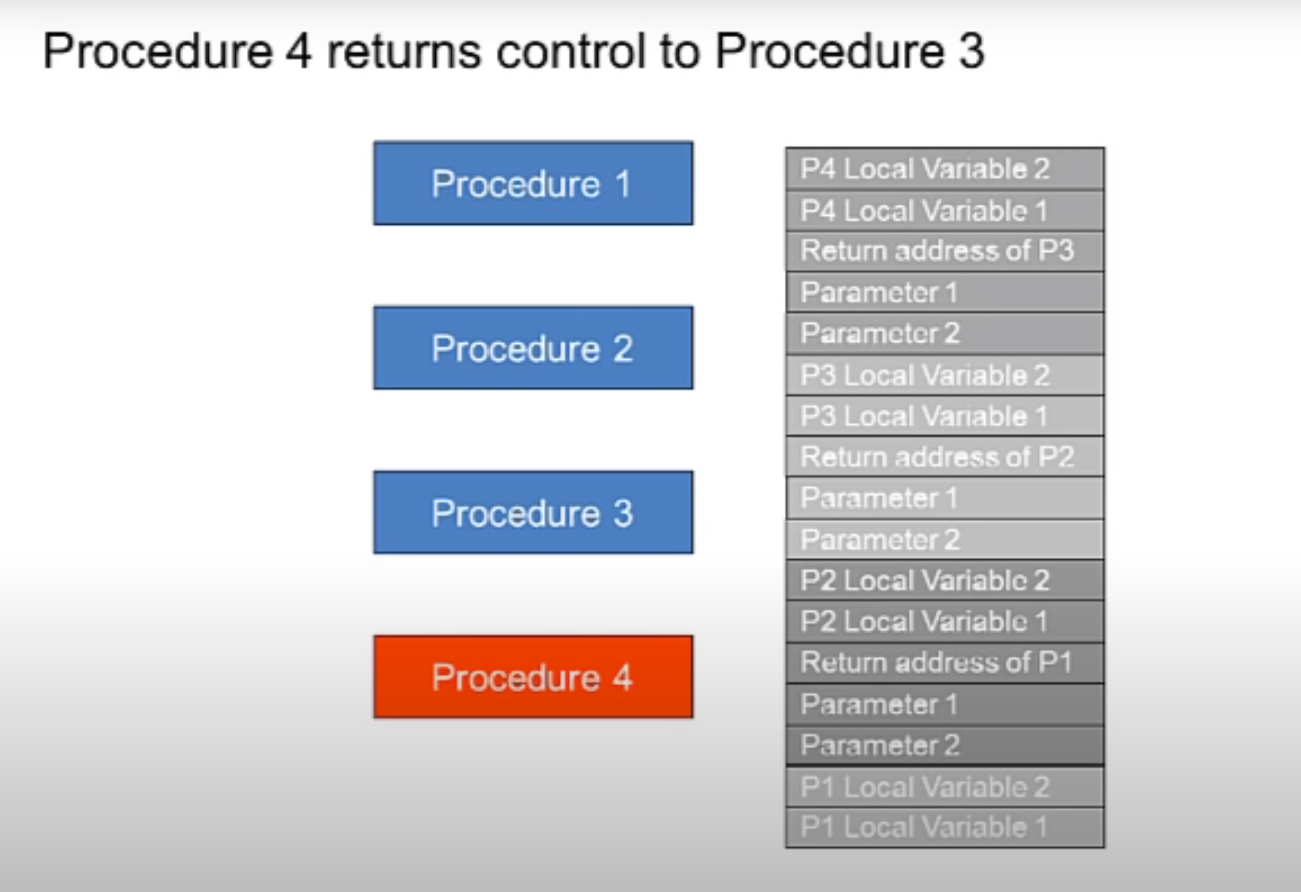 Procedure 4 returns control to Procedure 3
Procedure 1
Procedure 2
Procedure 3
Procedure 4
P4 Local Variable 2
P4 Local Variable 1
Return address of P3
Parameter 1
Parameter 2
P3 Local Variable 2
P3 Local Variable 1
Return address of P2
Parameter 1
Parameter 2
P2 Local Variable 2
P2 Local Variable 1
Return address of P1
Parameter 1
Parameter 2
P1 Local Variable 2
P1 Local Variable 1